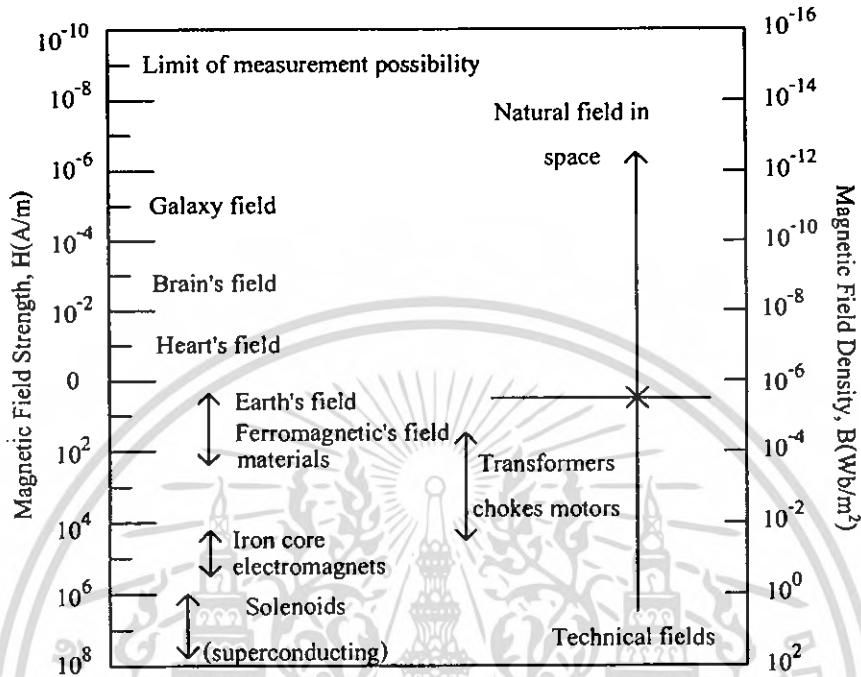 Magnetic Field Strength, H(A/m)
10⁻¹⁰
10⁻⁸
10⁻⁶
10⁻⁴
10⁻²
0
10²
10⁴
10⁶
10⁸
Limit of measurement possibility
Galaxy field
Brain's field
Heart's field
Earth's field
Ferromagnetic's field
materials
Iron core
electromagnets
Solenoids
(superconducting)
Transformers
chokes motors
Natural field in
space
Technical fields
10⁻¹⁶
10⁻¹⁴
10⁻¹²
10⁻¹⁰
10⁻⁸
10⁻⁶
10⁻⁴
10⁻²
10⁰
10²
Magnetic Field Density, B(Wb/m²)